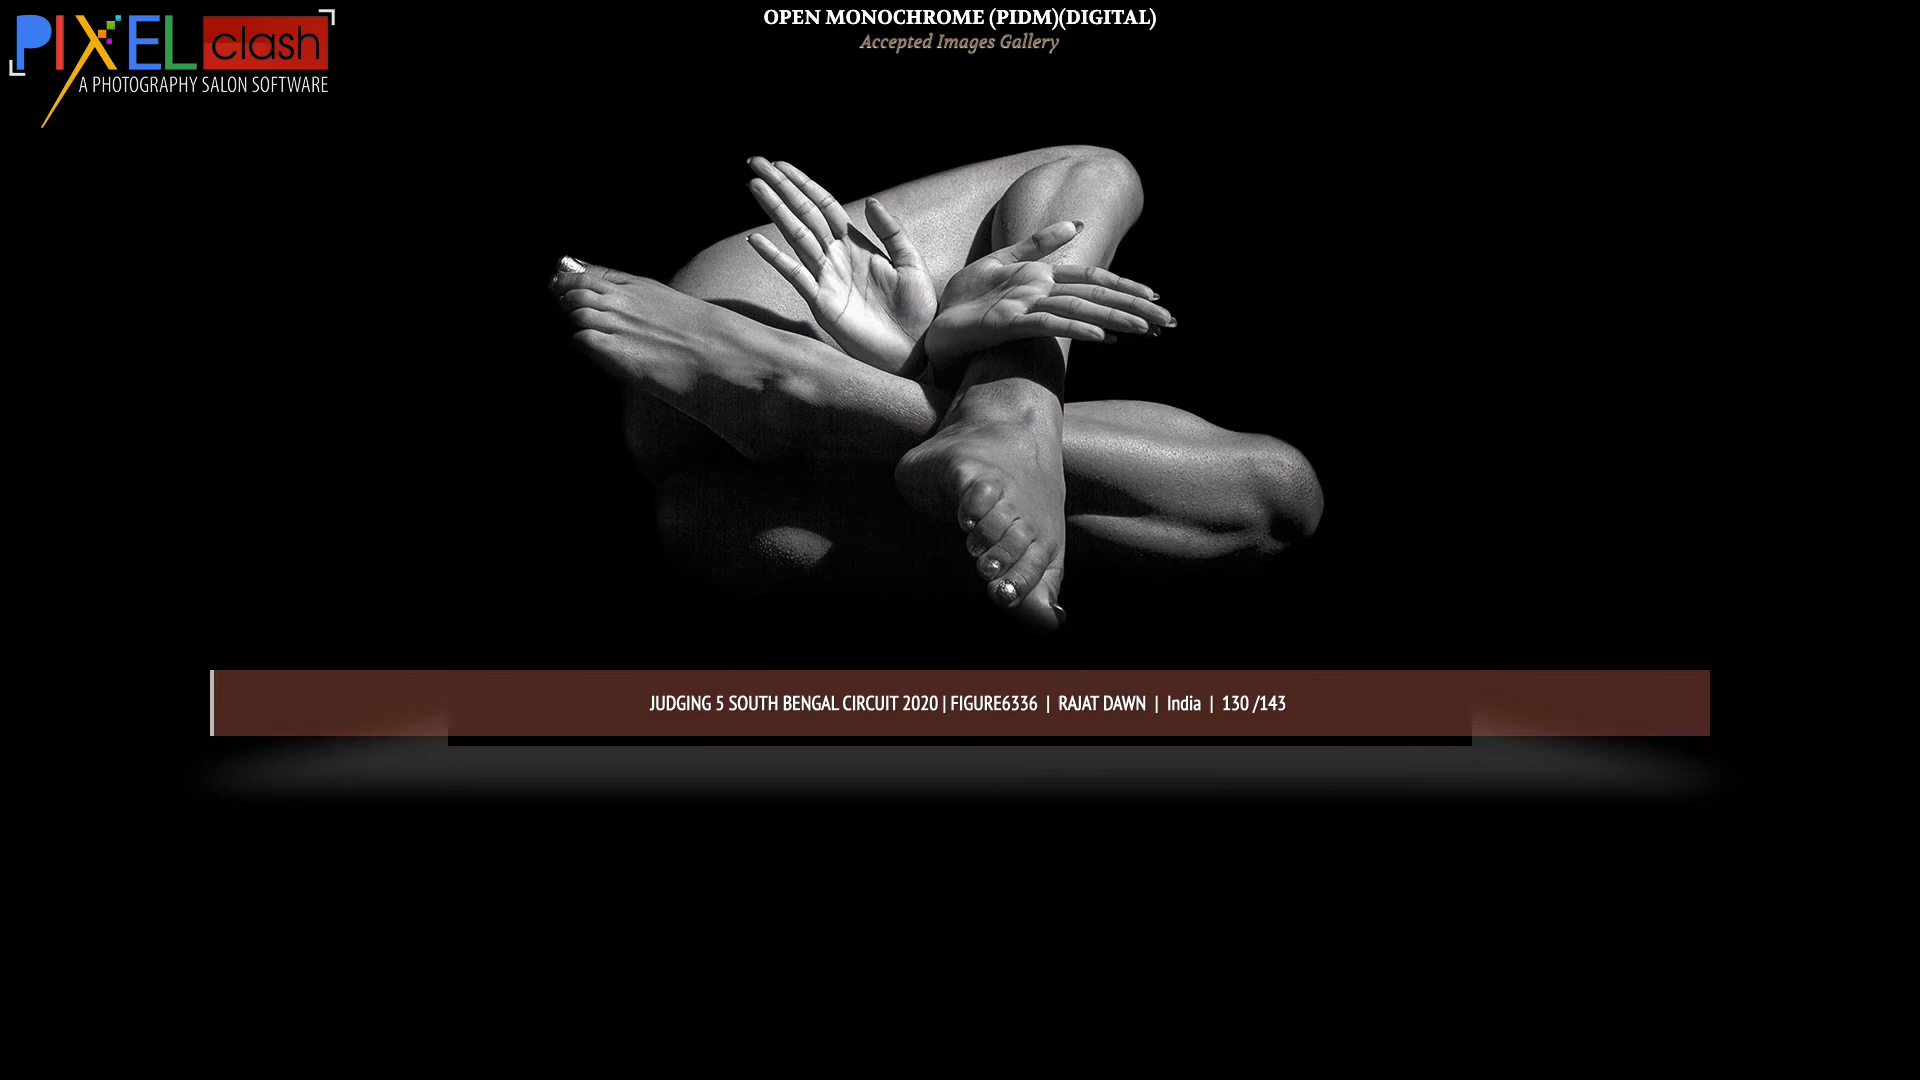 PIXEL clash
A PHOTOGRAPHY SALON SOFTWARE
OPEN MONOCHROME (PIDM)(DIGITAL)
Accepted Images Gallery
JUDGING 5 SOUTH BENGAL CIRCUIT 2020 | FIGURE6336 | RAJAT DAWN | India | 130 /143